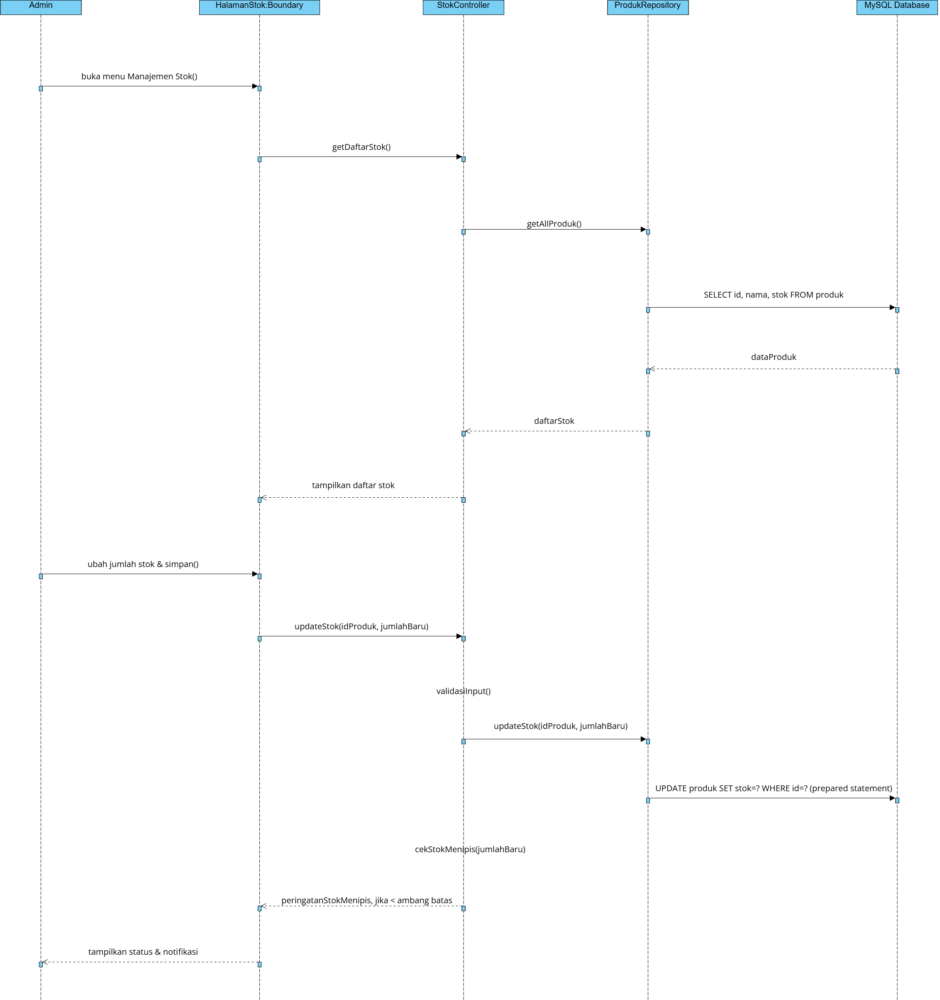 Admin
HalamanStok:Boundary
StokController
ProdukRepository
MySQL Database
buka menu Manajemen Stok()
getDaftarStok()
getAllProduk()
SELECT id, nama, stok FROM produk
dataProduk
daftarStok
tampilkan daftar stok
ubah jumlah stok & simpan()
updateStok(idProduk, jumlahBaru)
validasiInput()
updateStok(idProduk, jumlahBaru)
UPDATE produk SET stok=? WHERE id=? (prepared statement)
cekStokMenipis(jumlahBaru)
peringatanStokMenipis, jika < ambang batas
tampilkan status & notifikasi